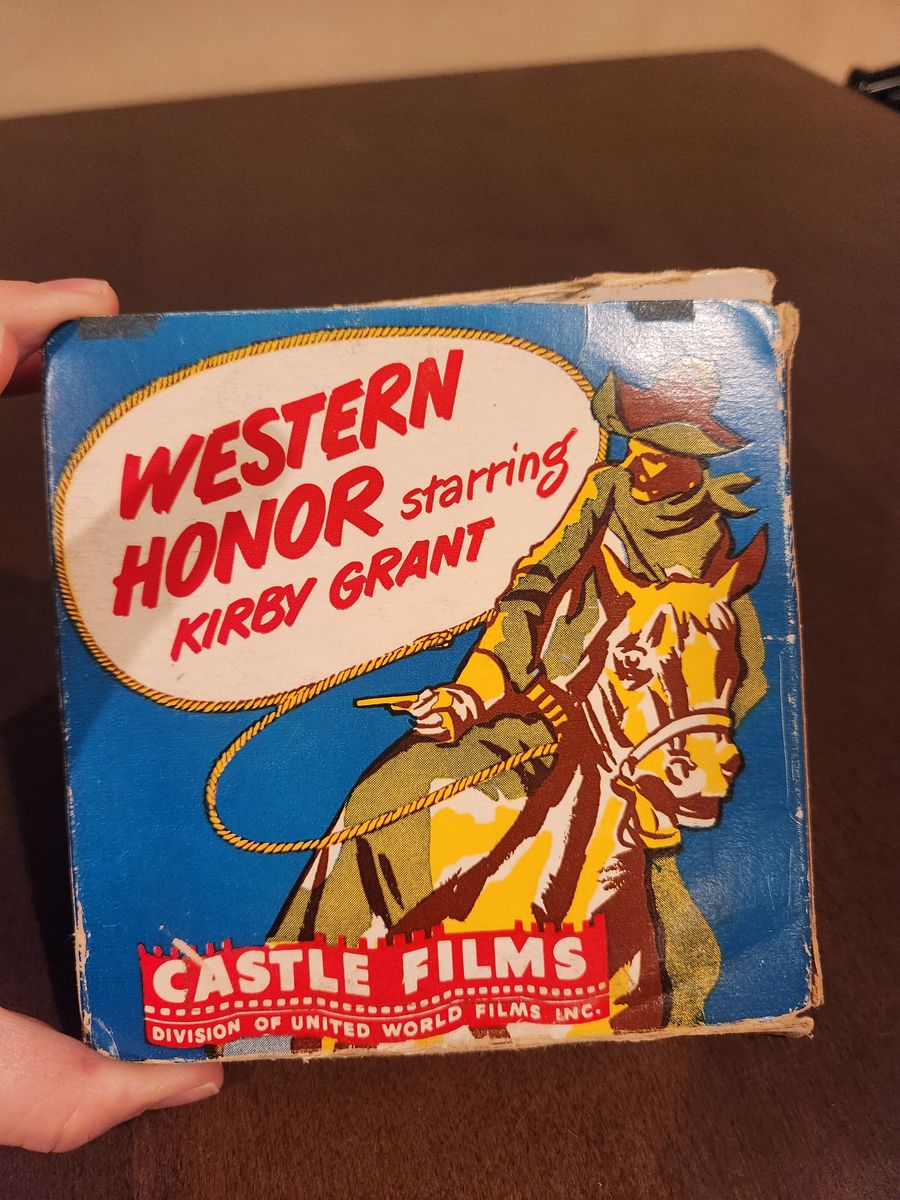 WESTERN
HONOR starring
KIRBY GRANT
CASTLE FILMS
DIVISION OF UNITED WORLD FILMS INC.